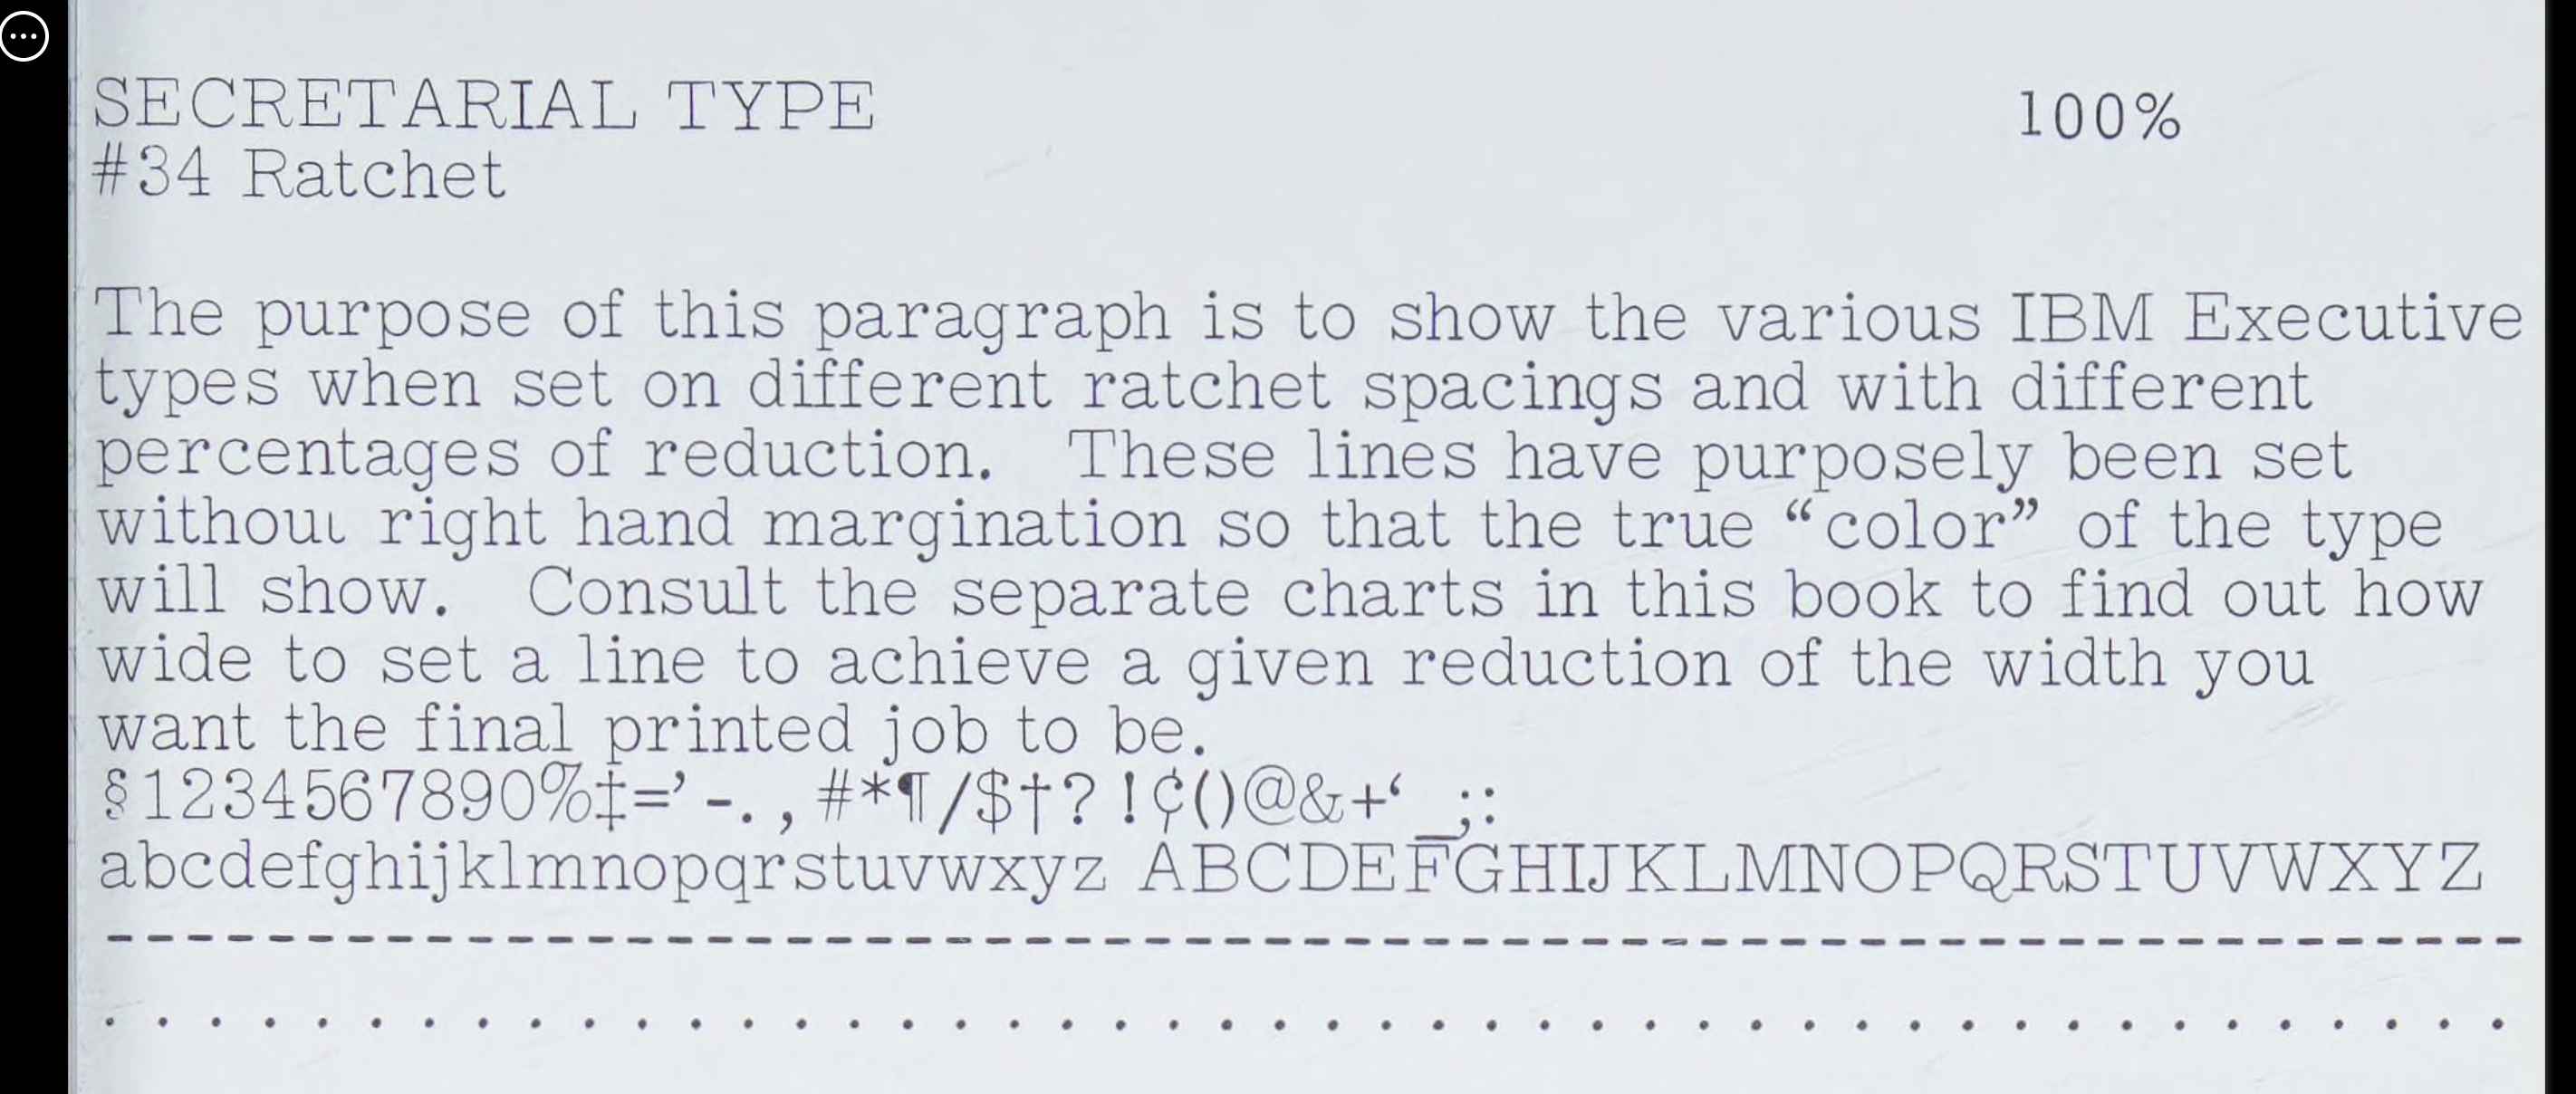 SECRETARIAL TYPE 100%
#34 Ratchet
The purpose of this paragraph is to show the various IBM Executive
types when set on different ratchet spacings and with different
percentages of reduction.  These lines have purposely been set
without right hand margination so that the true “color” of the type
will show.  Consult the separate charts in this book to find out how
wide to set a line to achieve a given reduction of the width you
want the final printed job to be.
§1234567890%‡=’-.,#*¶/$†?!¢()@&+‘_;:
abcdefghijklmnopqrstuvwxyz ABCDEFGHIJKLMNOPQRSTUVWXYZ
-------------------------------------------------------------
. . . . . . . . . . . . . . . . . . . . . . . . . . . . . . . . . . . . . . . . . . . . . .